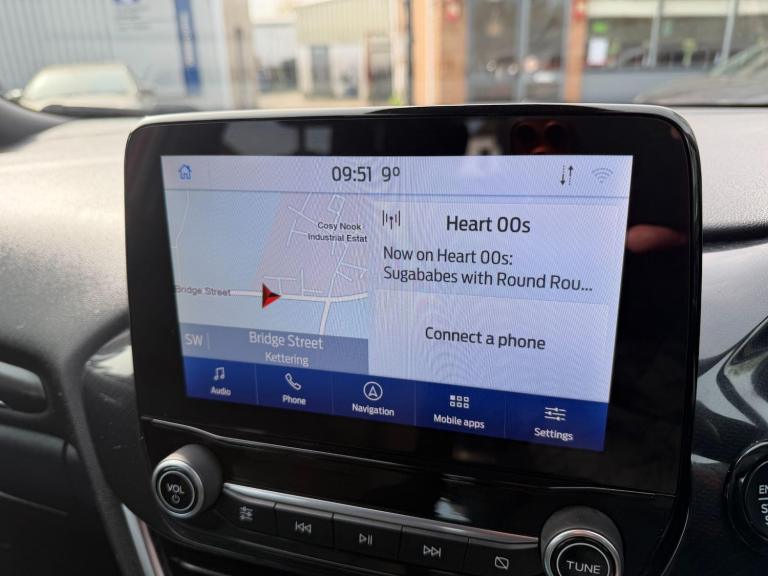 09:51 9°
Cosy Nook
Industrial Estat
Bridge Street
SW
Bridge Street
Kettering
Heart 00s
Now on Heart 00s:
Sugababes with Round Rou...
Connect a phone
Audio
Phone
Navigation
Mobile apps
Settings
VOL
TUNE